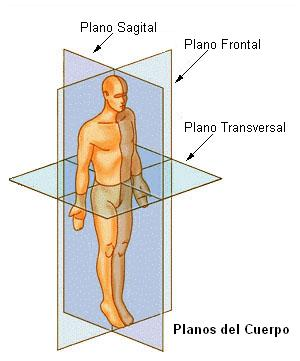 Plano Sagital
Plano Frontal
Plano Transversal
Planos del Cuerpo